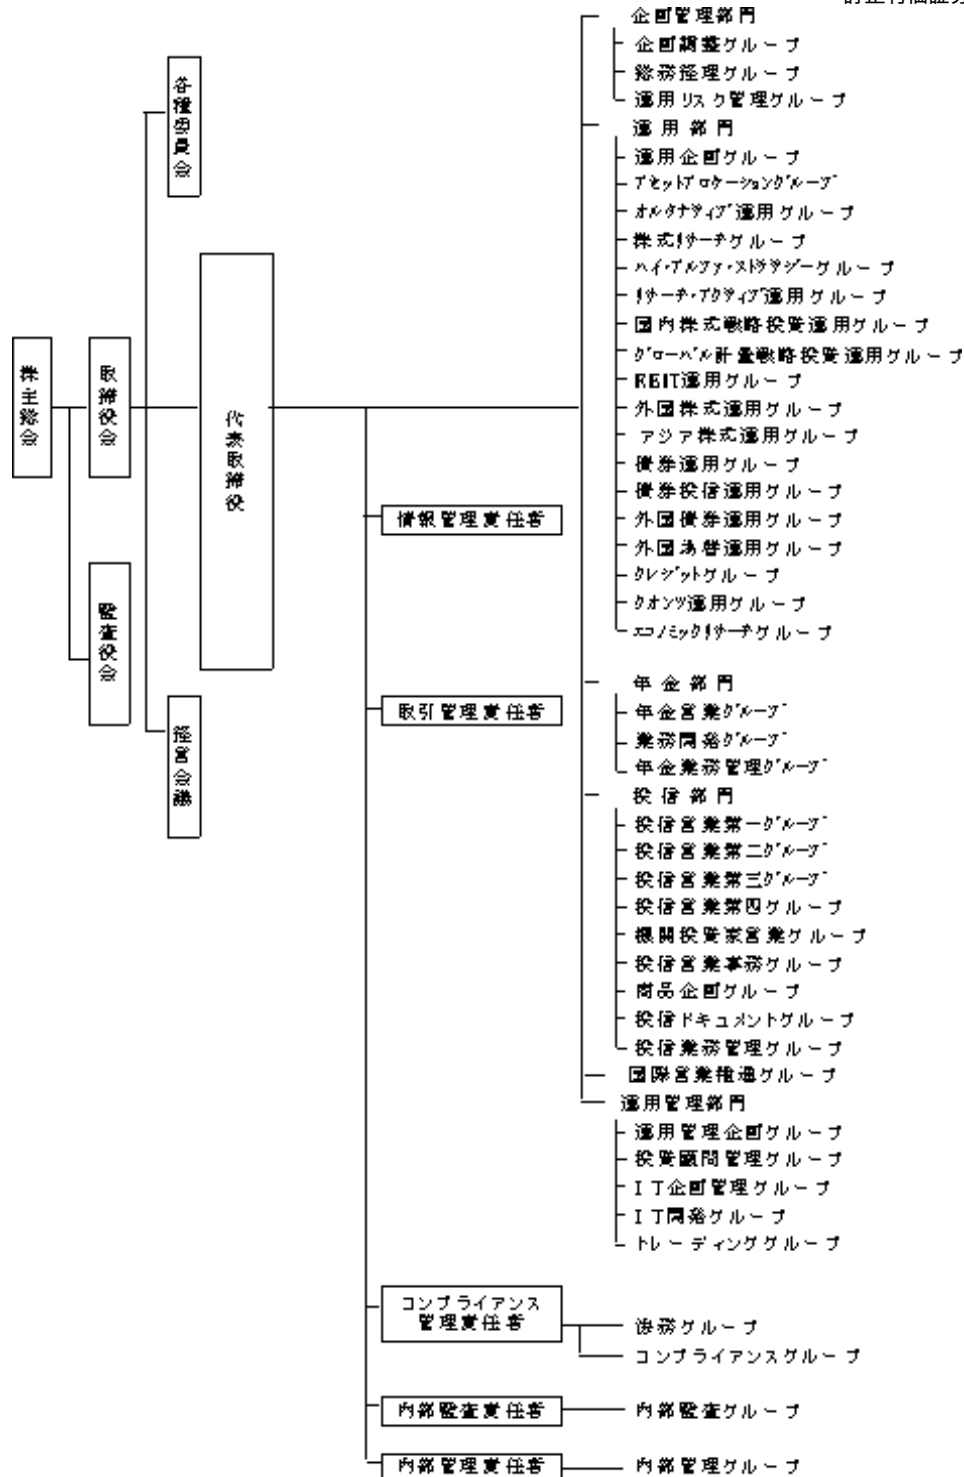 株主総会
取締役会
監査役会
各種委員会
経営会議
代表取締役
企画管理部門
企画調整グループ
総務経理グループ
運用リスク管理グループ
運用部門
運用企画グループ
アセットアロケーショングループ
オルタナティブ運用グループ
株式リサーチグループ
ハイ・アルファ・ストラテジーグループ
リサーチ・アクティブ運用グループ
国内株式戦略投資運用グループ
グローバル計量戦略投資運用グループ
REIT運用グループ
外国株式運用グループ
アジア株式運用グループ
債券運用グループ
債券投信運用グループ
外国債券運用グループ
外国為替運用グループ
クレジットグループ
クオンツ運用グループ
エコノミックリサーチグループ
情報管理責任者
取引管理責任者
年金部門
年金営業グループ
業務開発グループ
年金業務管理グループ
投信部門
投信営業第一グループ
投信営業第二グループ
投信営業第三グループ
投信営業第四グループ
機関投資家営業グループ
投信営業事務グループ
商品企画グループ
投信ドキュメントグループ
投信業務管理グループ
国際営業推進グループ
運用管理部門
運用管理企画グループ
投資顧問管理グループ
IT企画管理グループ
IT開発グループ
トレーディンググループ
コンプライアンス
管理責任者
法務グループ
コンプライアンスグループ
内部監査責任者
内部監査グループ
内部管理責任者
内部管理グループ